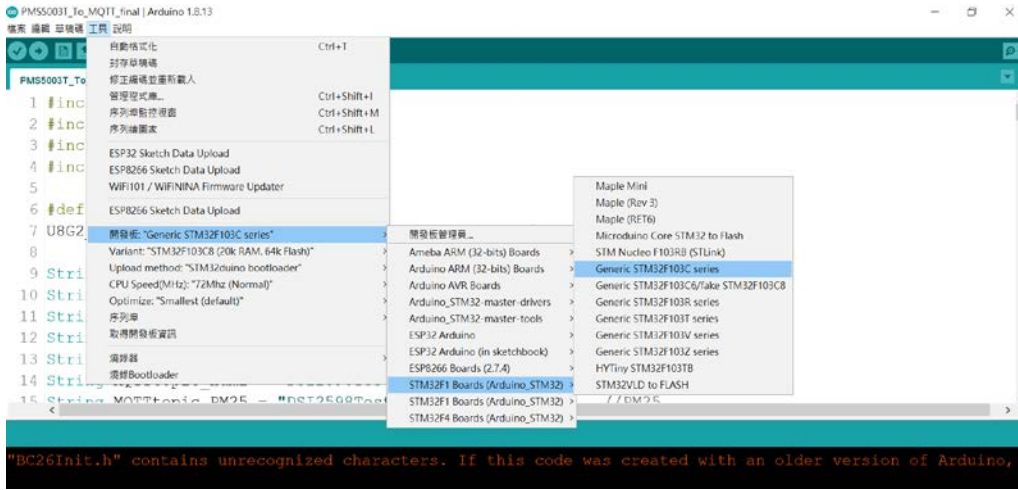 PMS5003T_To_MQTT_final | Arduino 1.8.13
檔案 編輯 草稿碼 工具 說明
PMS5003T_To
自動格式化 Ctrl+T
封存草稿碼
修正編碼並重新載入
管理程式庫... Ctrl+Shift+I
序列埠監控視窗 Ctrl+Shift+M
序列繪圖家 Ctrl+Shift+L
ESP32 Sketch Data Upload
ESP8266 Sketch Data Upload
WiFi101 / WiFiNINA Firmware Updater
ESP8266 Sketch Data Upload
開發板: "Generic STM32F103C series"
Variant: "STM32F103C8 (20k RAM. 64k Flash)"
Upload method: "STM32duino bootloader"
CPU Speed(MHz): "72Mhz (Normal)"
Optimize: "Smallest (default)"
序列埠
取得開發板資訊
燒錄器
燒錄Bootloader
開發板管理員...
Ameba ARM (32-bits) Boards
Arduino ARM (32-bits) Boards
Arduino AVR Boards
Arduino_STM32-master-drivers
Arduino_STM32-master-tools
ESP32 Arduino
ESP32 Arduino (in sketchbook)
ESP8266 Boards (2.7.4)
STM32F1 Boards (Arduino_STM32)
STM32F1 Boards (Arduino_STM32)
STM32F4 Boards (Arduino_STM32)
Maple Mini
Maple (Rev 3)
Maple (RET6)
Microduino Core STM32 to Flash
STM Nucleo F103RB (STLink)
Generic STM32F103C series
Generic STM32F103C6/fake STM32F103C8
Generic STM32F103R series
Generic STM32F103T series
Generic STM32F103V series
Generic STM32F103Z series
HYTiny STM32F103TB
STM32VLD to FLASH
1 #inc
2 #inc
3 #inc
4 #inc
5
6 #def
7 U8G2
8
9 Stri
10 Stri
11 Stri
12 Stri
13 Stri
14 Stri
15 String MQTTtopic_PM25 = "DSI2598Test //PM25
"BC26Init.h" contains unrecognized characters. If this code was created with an older version of Arduino,